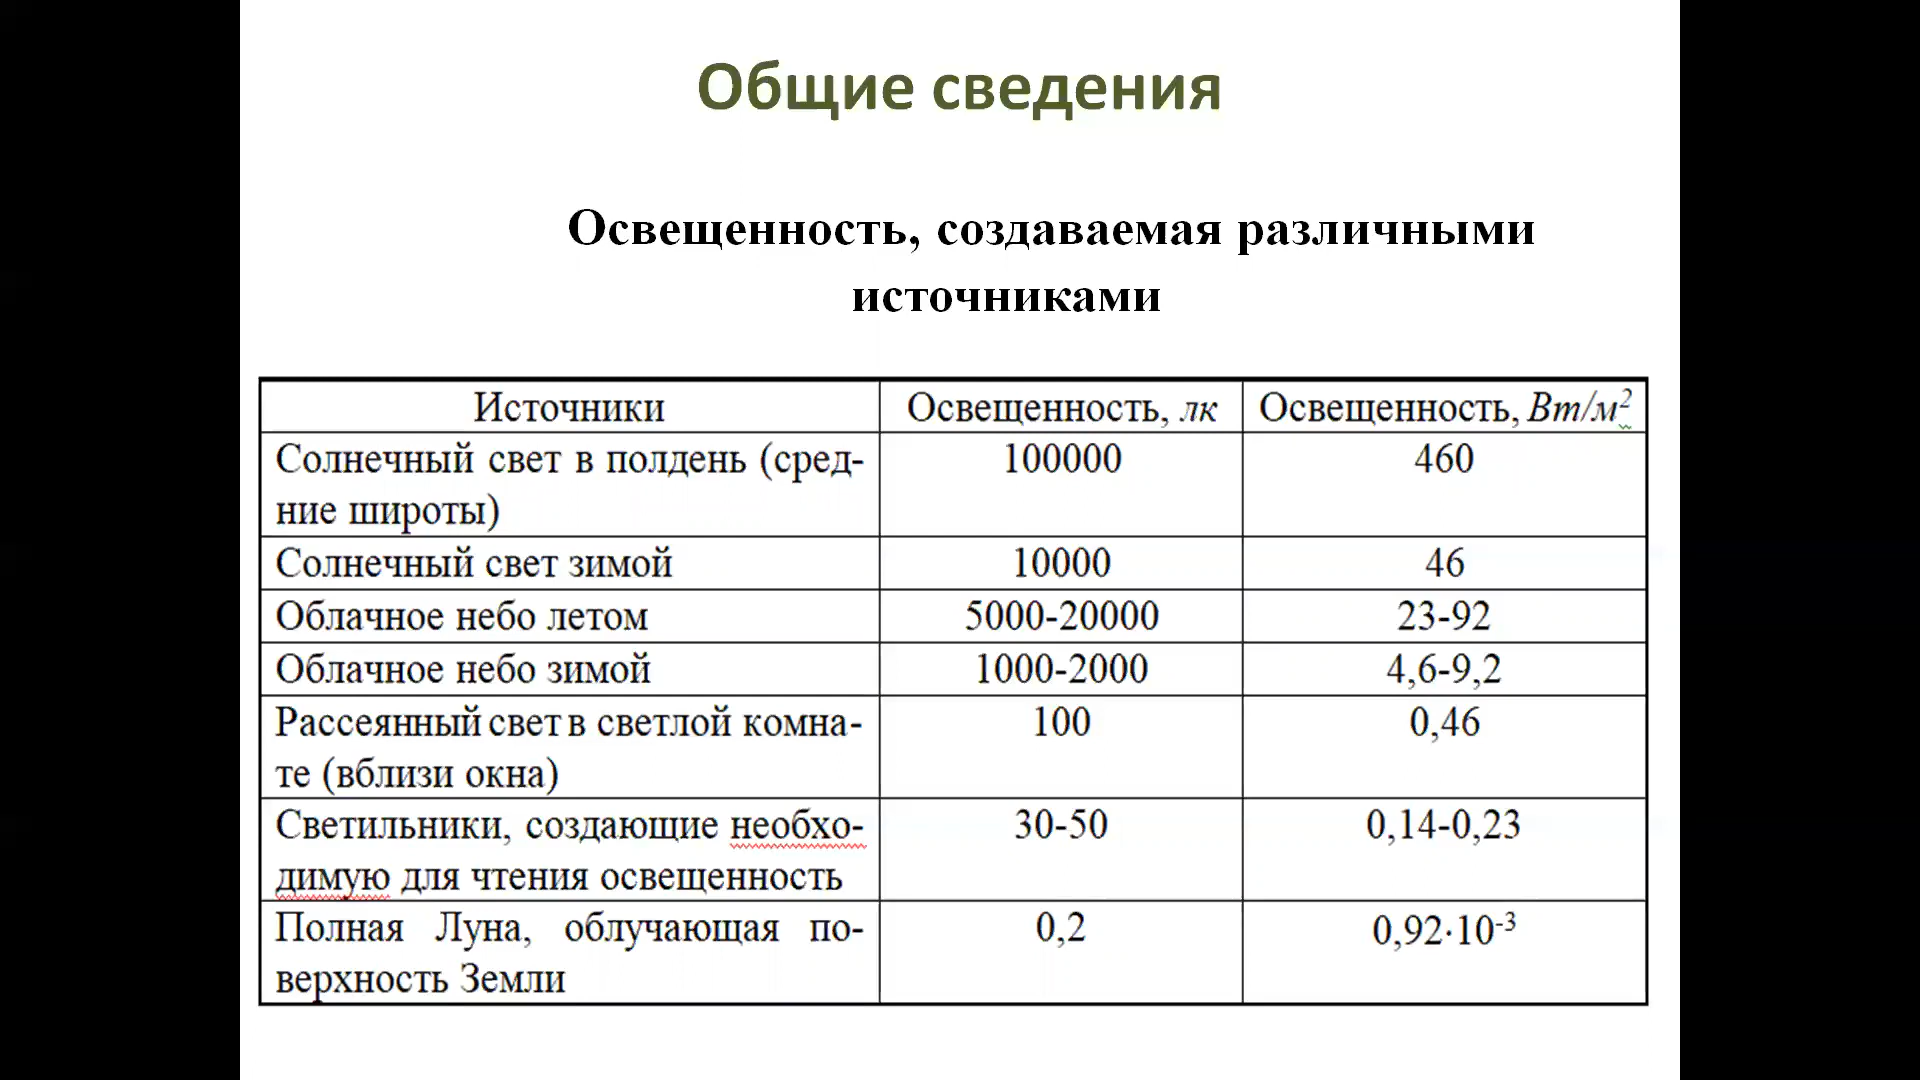 Общие сведения
Освещенность, создаваемая различными
источниками
Источники Освещенность, лк Освещенность, Вт/м²
Солнечный свет в полдень (сред- 100000 460
ние широты)
Солнечный свет зимой 10000 46
Облачное небо летом 5000-20000 23-92
Облачное небо зимой 1000-2000 4,6-9,2
Рассеянный свет в светлой комна- 100 0,46
те (вблизи окна)
Светильники, создающие необхо- 30-50 0,14-0,23
димую для чтения освещенность
Полная Луна, облучающая по- 0,2 0,92·10⁻³
верхность Земли